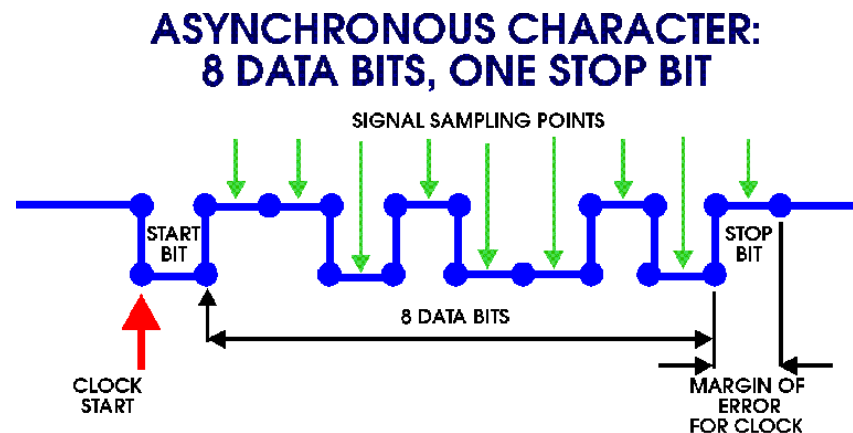 ASYNCHRONOUS CHARACTER:
8 DATA BITS, ONE STOP BIT
SIGNAL SAMPLING POINTS
START
BIT
STOP
BIT
8 DATA BITS
CLOCK
START
MARGIN OF
ERROR
FOR CLOCK